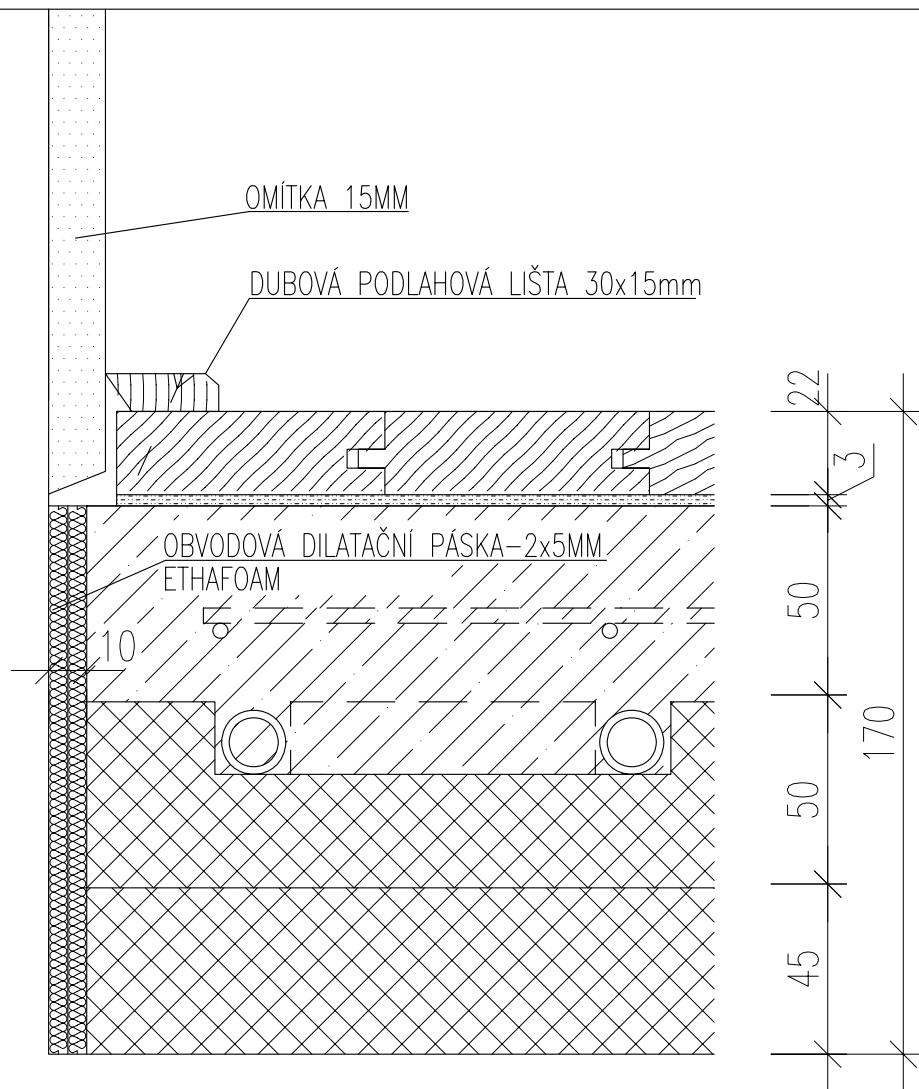 OMÍTKA 15MM
DUBOVÁ PODLAHOVÁ LIŠTA 30x15mm
22
3
OBVODOVÁ DILATAČNÍ PÁSKA-2x5MM
ETHAFOAM
50
10
170
50
45